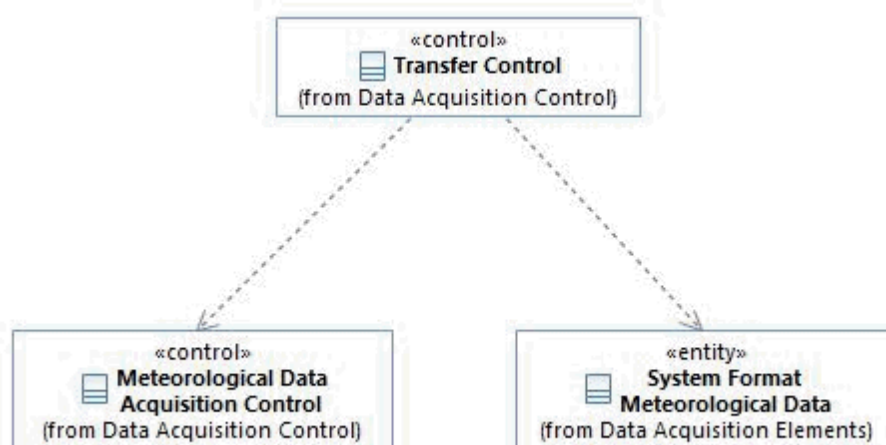 «control»
Transfer Control
(from Data Acquisition Control)
«control»
Meteorological Data
Acquisition Control
(from Data Acquisition Control)
«entity»
System Format
Meteorological Data
(from Data Acquisition Elements)